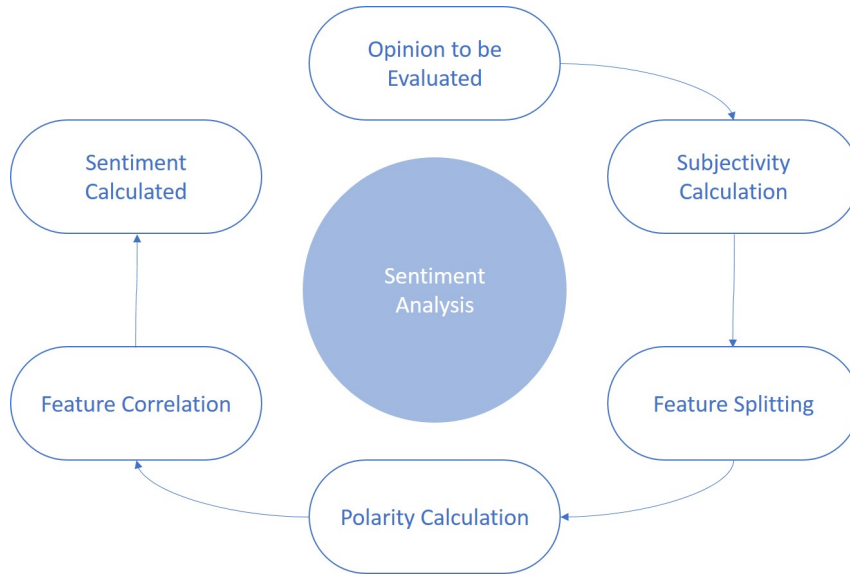 Opinion to be
Evaluated
Subjectivity
Calculation
Feature Splitting
Polarity Calculation
Feature Correlation
Sentiment
Calculated
Sentiment
Analysis